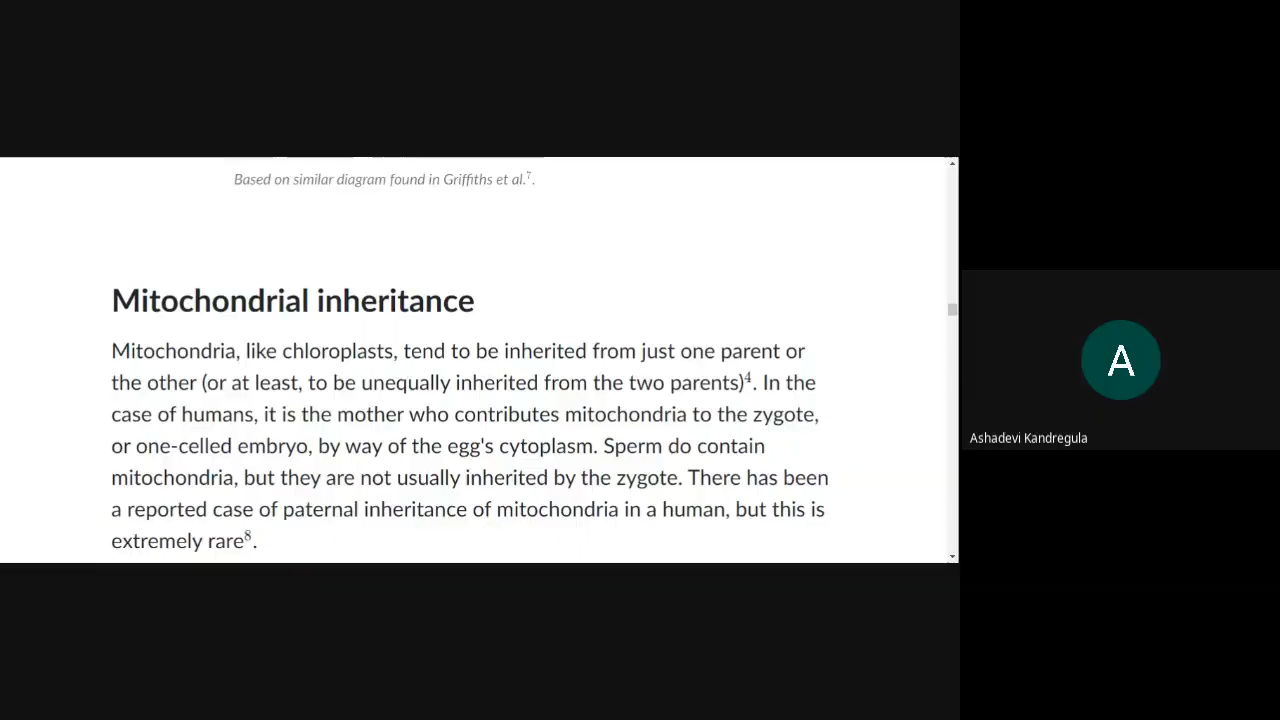 Based on similar diagram found in Griffiths et al.⁷.
Mitochondrial inheritance
Mitochondria, like chloroplasts, tend to be inherited from just one parent or
the other (or at least, to be unequally inherited from the two parents)⁴. In the
case of humans, it is the mother who contributes mitochondria to the zygote,
or one-celled embryo, by way of the egg's cytoplasm. Sperm do contain
mitochondria, but they are not usually inherited by the zygote. There has been
a reported case of paternal inheritance of mitochondria in a human, but this is
extremely rare⁸.
A
Ashadevi Kandregula